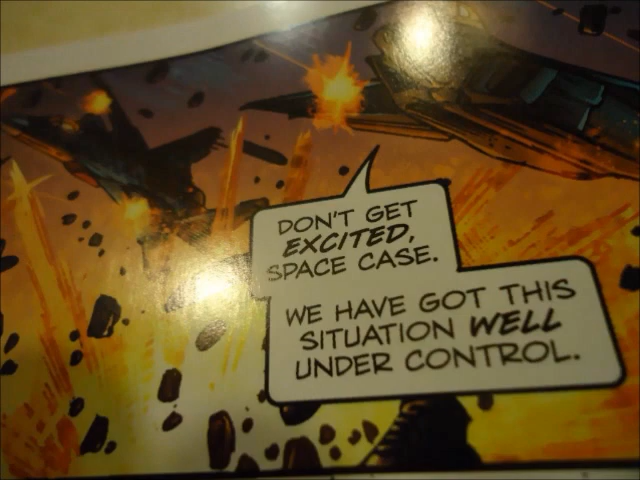 DON'T GET
EXCITED,
SPACE CASE.
WE HAVE GOT THIS
SITUATION WELL
UNDER CONTROL.